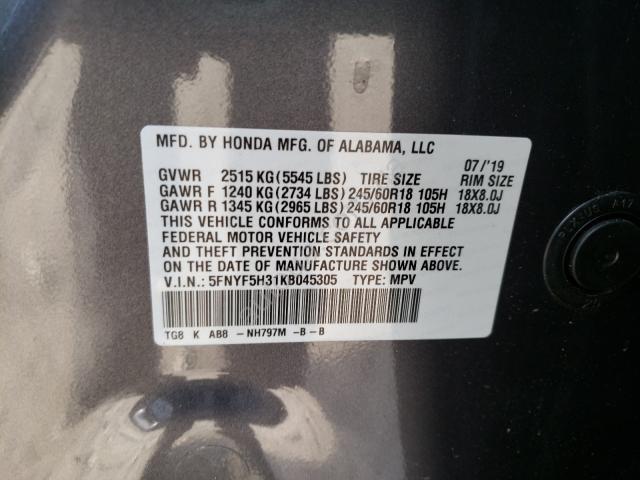 MFD. BY HONDA MFG. OF ALABAMA, LLC
07/'19
GVWR 2515 KG(5545 LBS) TIRE SIZE RIM SIZE
GAWR F 1240 KG(2734 LBS)245/60R18 105H 18X8.0J
GAWR R 1345 KG(2965 LBS)245/60R18 105H 18X8.0J
THIS VEHICLE CONFORMS TO ALL APPLICABLE
FEDERAL MOTOR VEHICLE SAFETY
AND THEFT PREVENTION STANDARDS IN EFFECT
ON THE DATE OF MANUFACTURE SHOWN ABOVE.
V.I.N.: 5FNYF5H31KB045305 TYPE: MPV
TG8 K AB8 -NH797M -B-B